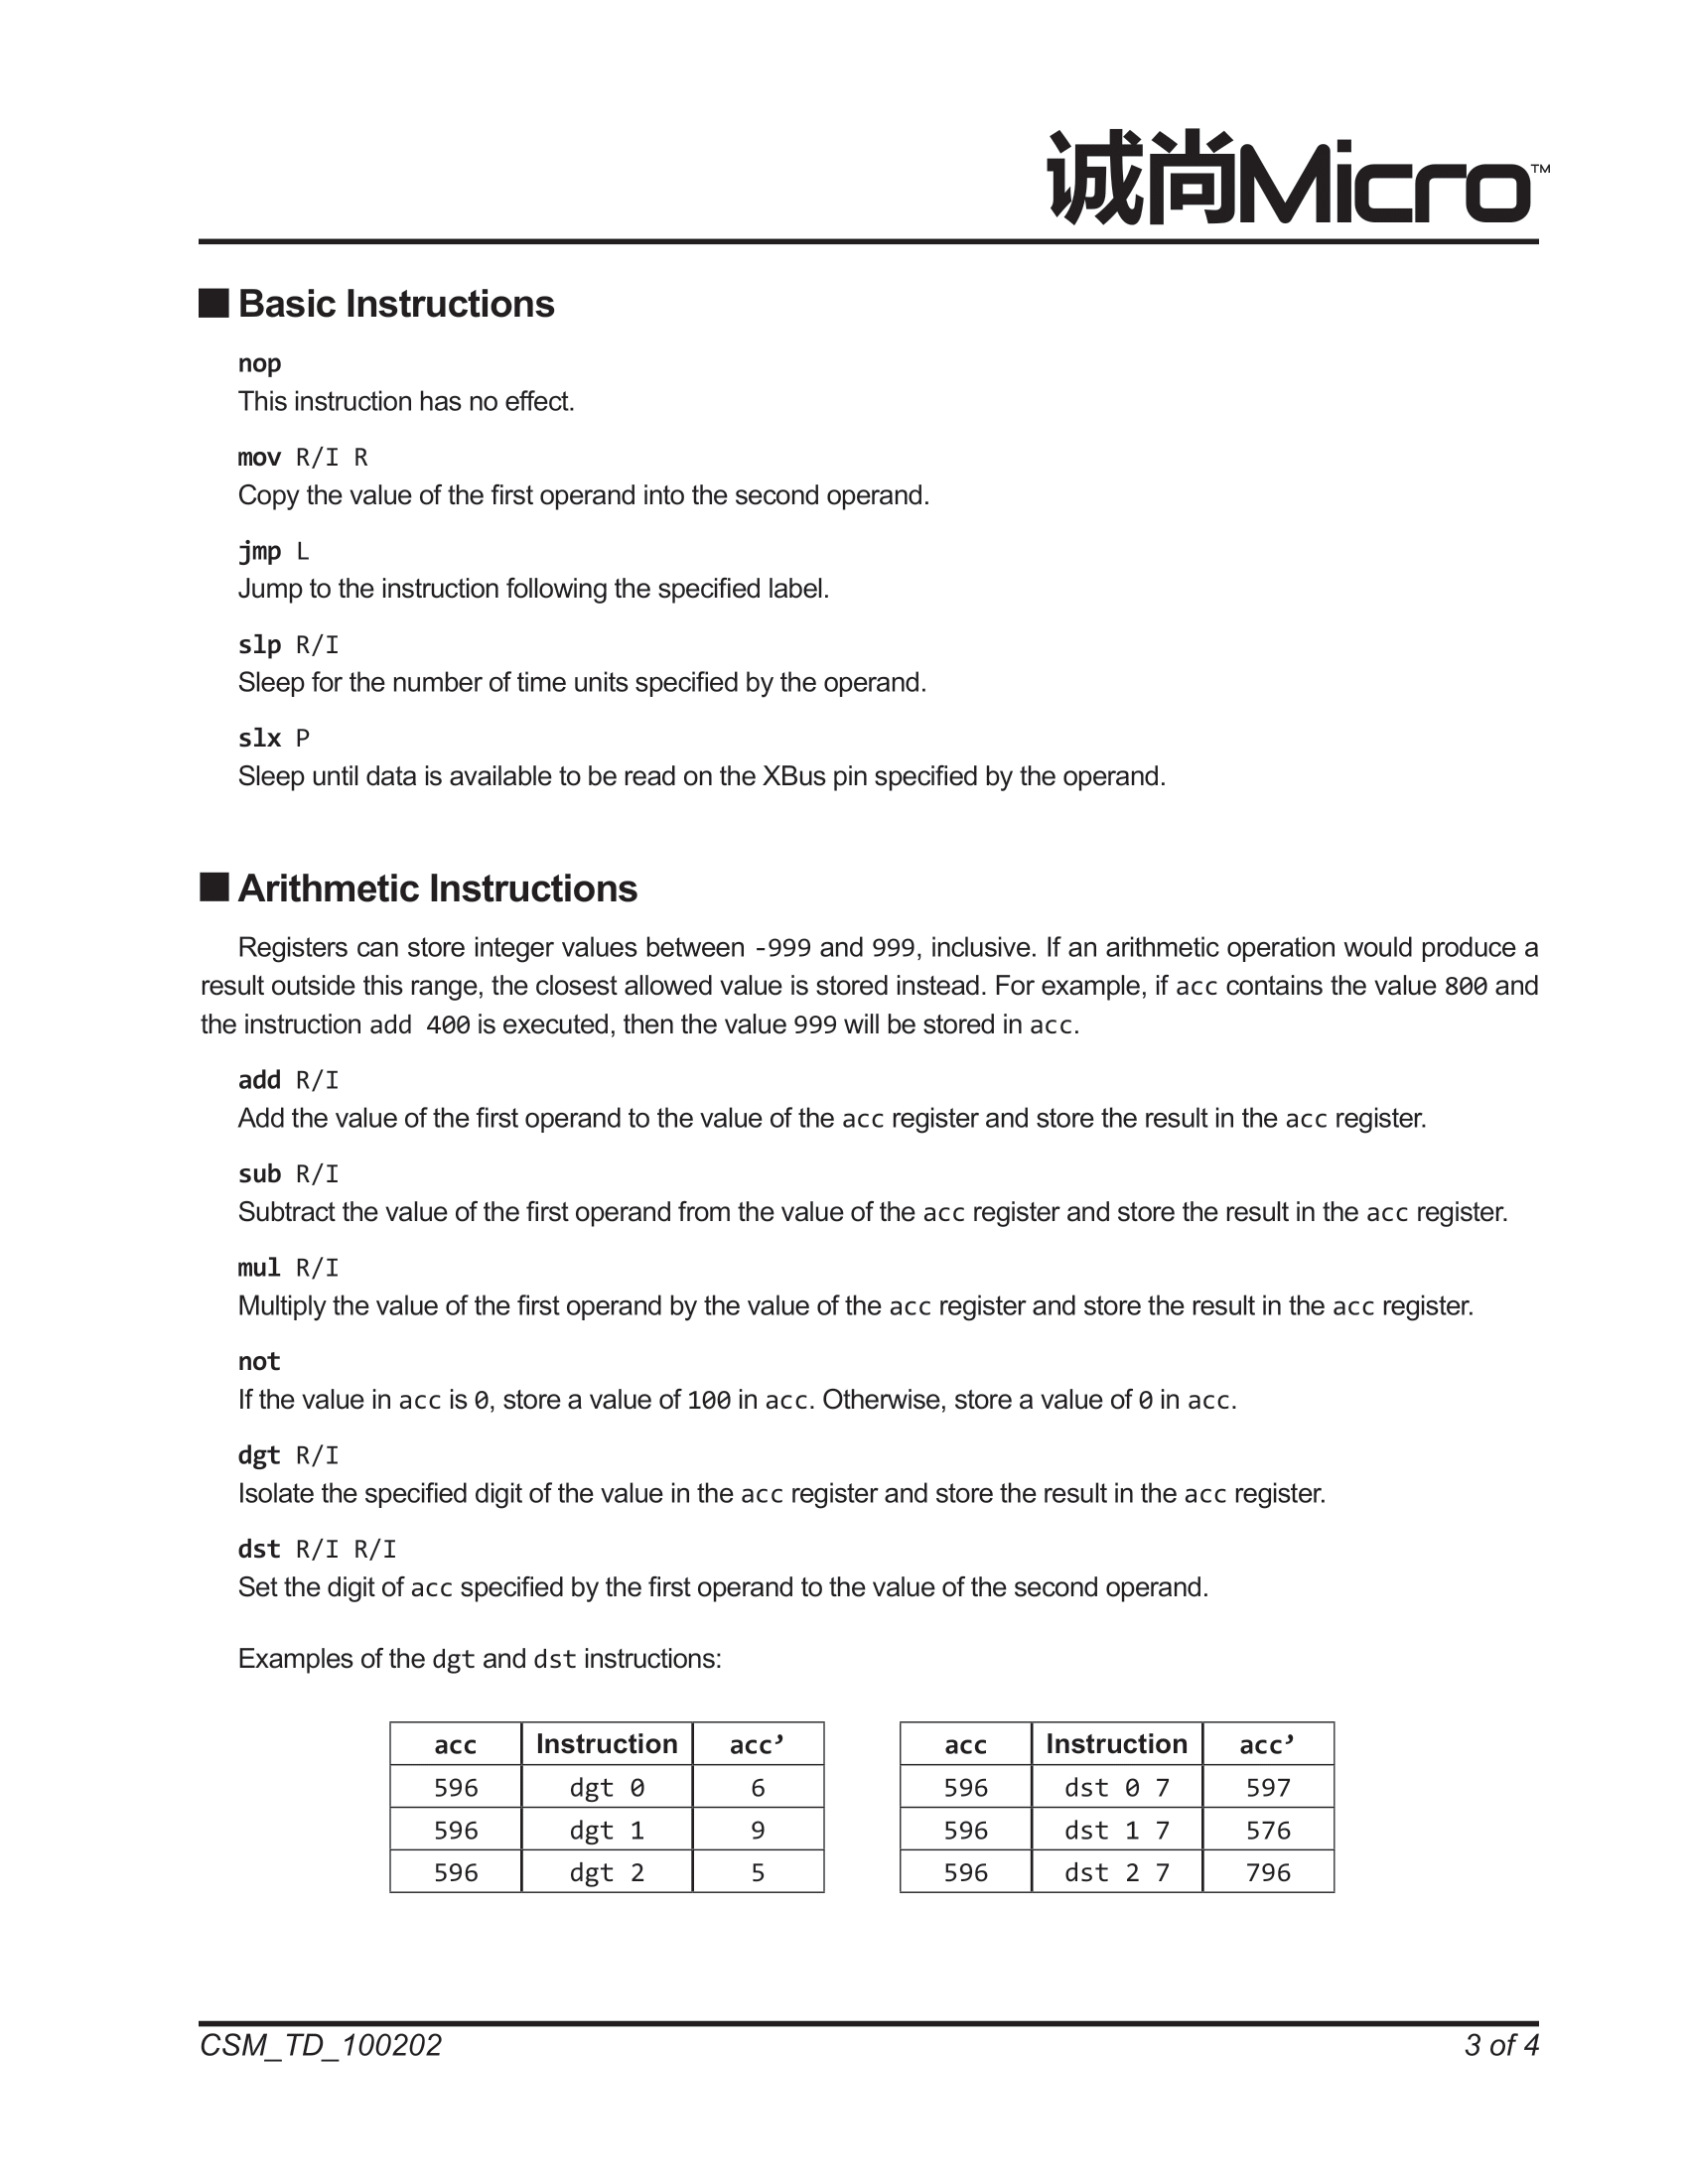 诚尚Micro™
Basic Instructions
nop
This instruction has no effect.
mov R/I R
Copy the value of the first operand into the second operand.
jmp L
Jump to the instruction following the specified label.
slp R/I
Sleep for the number of time units specified by the operand.
slx P
Sleep until data is available to be read on the XBus pin specified by the operand.
Arithmetic Instructions
Registers can store integer values between -999 and 999, inclusive. If an arithmetic operation would produce a
result outside this range, the closest allowed value is stored instead. For example, if acc contains the value 800 and
the instruction add 400 is executed, then the value 999 will be stored in acc.
add R/I
Add the value of the first operand to the value of the acc register and store the result in the acc register.
sub R/I
Subtract the value of the first operand from the value of the acc register and store the result in the acc register.
mul R/I
Multiply the value of the first operand by the value of the acc register and store the result in the acc register.
not
If the value in acc is 0, store a value of 100 in acc. Otherwise, store a value of 0 in acc.
dgt R/I
Isolate the specified digit of the value in the acc register and store the result in the acc register.
dst R/I R/I
Set the digit of acc specified by the first operand to the value of the second operand.
Examples of the dgt and dst instructions:
acc Instruction acc’
596 dgt 0 6
596 dgt 1 9
596 dgt 2 5
acc Instruction acc’
596 dst 0 7 597
596 dst 1 7 576
596 dst 2 7 796
CSM_TD_100202 3 of 4